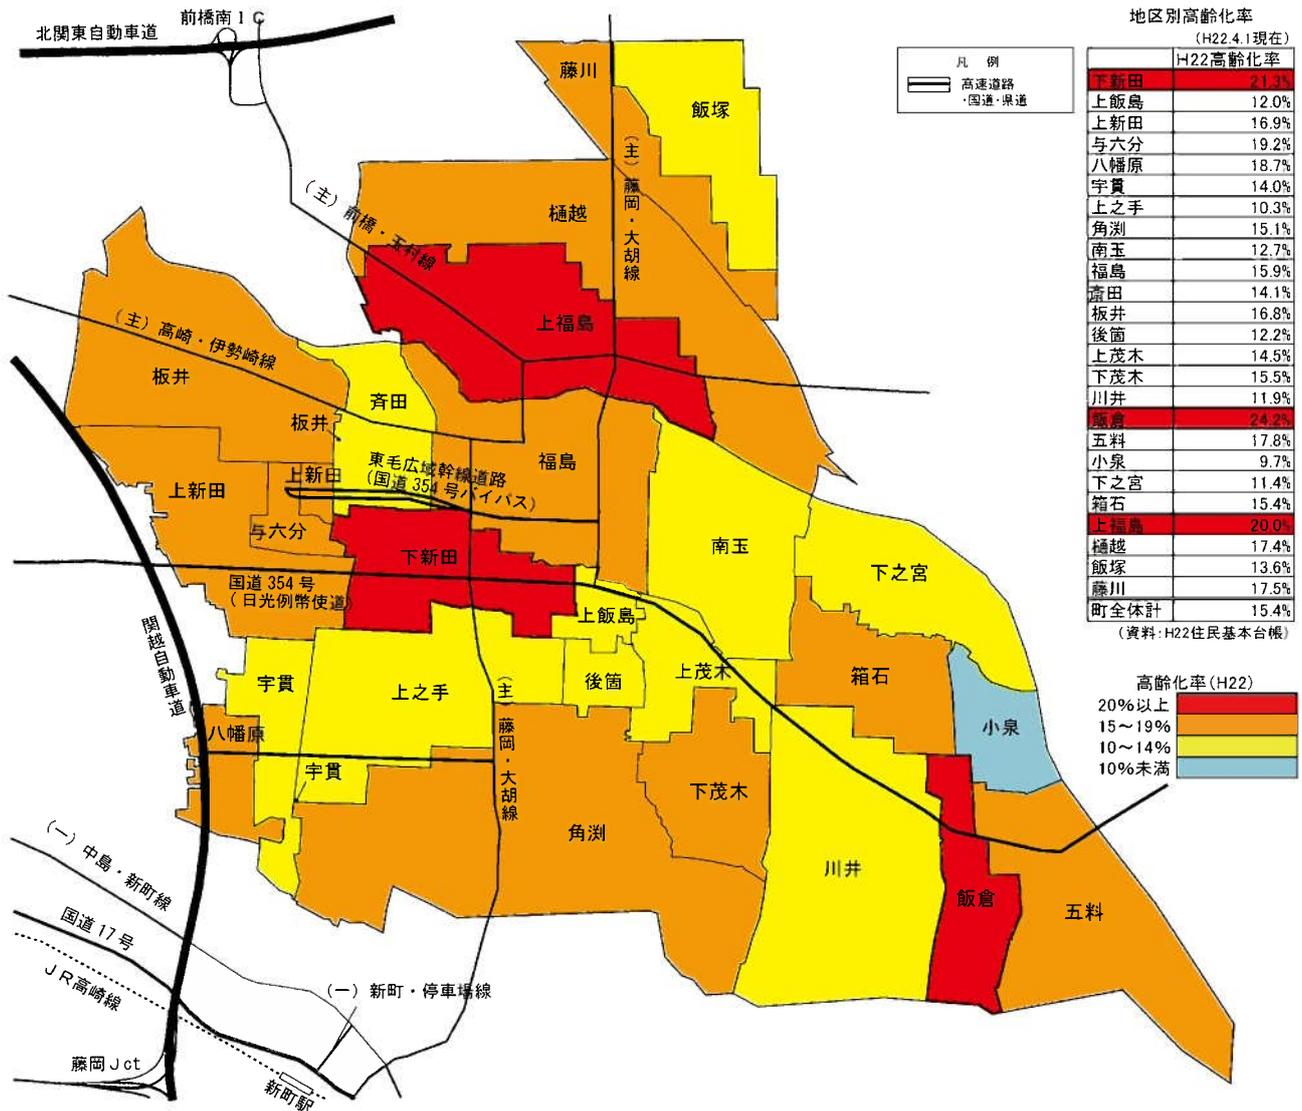 北関東自動車道
前橋南IC
凡 例
高速道路
・国道・県道
地区別高齢化率
(H22.4.1現在)
H22高齢化率
下新田 21.3%
上飯島 12.0%
上新田 16.9%
与六分 19.2%
八幡原 18.7%
宇貫 14.0%
上之手 10.3%
角渕 15.1%
南玉 12.7%
福島 15.9%
斎田 14.1%
板井 16.8%
後箇 12.2%
上茂木 14.5%
下茂木 15.5%
川井 11.9%
飯倉 24.2%
五料 17.8%
小泉 9.7%
下之宮 11.4%
箱石 15.4%
上福島 20.0%
樋越 17.4%
飯塚 13.6%
藤川 17.5%
町全体計 15.4%
(資料:H22住民基本台帳)
高齢化率(H22)
20%以上
15~19%
10~14%
10%未満
藤川
飯塚
(主)藤岡・大胡線
樋越
(主)前橋・玉村線
上福島
(主)高崎・伊勢崎線
板井
斉田
板井
福島
東毛広域幹線道路
(国道354号バイパス)
上新田
上新田
与六分
下新田
南玉
下之宮
国道354号
(日光例幣使道)
上飯島
関越自動車道
宇貫
上之手
後箇
上茂木
箱石
小泉
八幡原
宇貫
(主)藤岡・大胡線
下茂木
角渕
川井
飯倉
五料
(一)中島・新町線
国道17号
JR高崎線
(一)新町・停車場線
藤岡Jct
新町駅